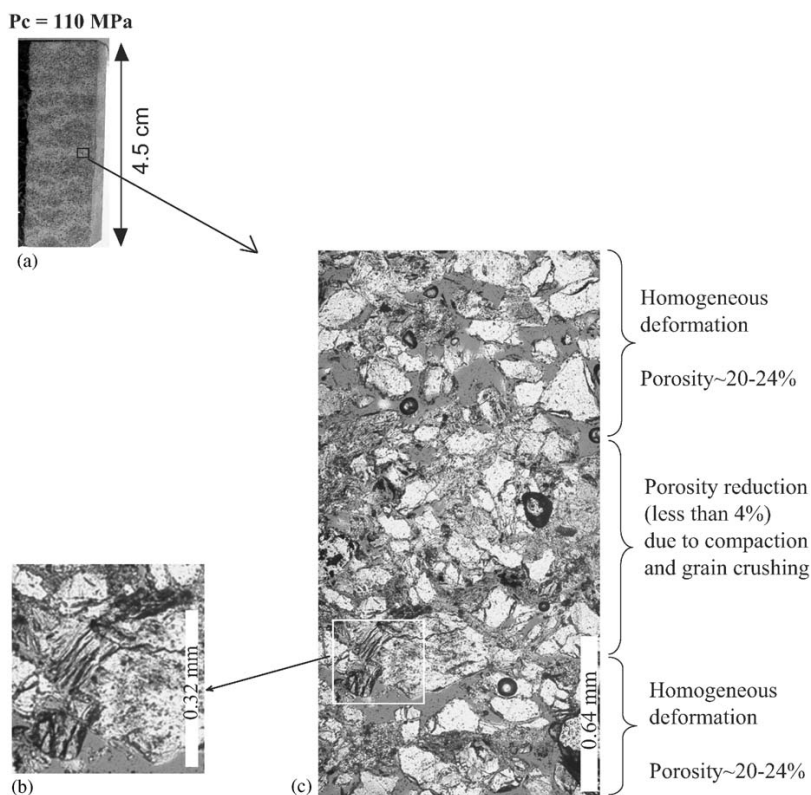 Pc = 110 MPa
4.5 cm
(a)
Homogeneous
deformation
Porosity~20-24%
Porosity reduction
(less than 4%)
due to compaction
and grain crushing
0.32 mm
(b)
0.64 mm
(c)
Homogeneous
deformation
Porosity~20-24%